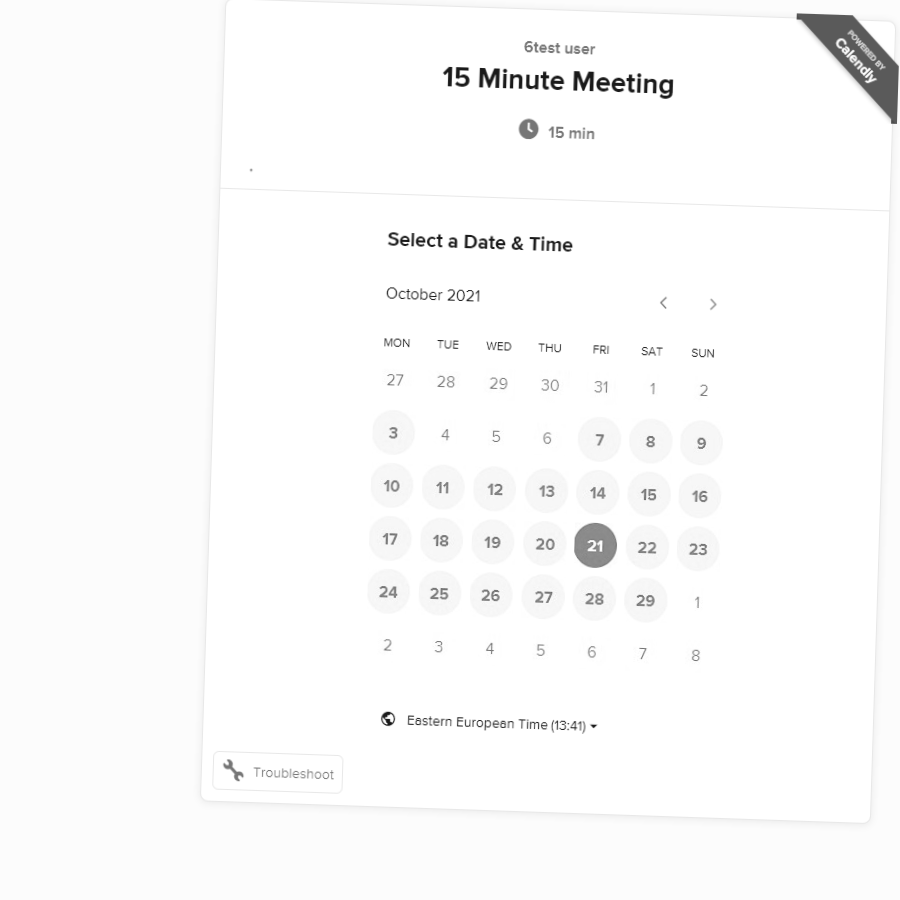 POWERED BY
Calendly
6test user
15 Minute Meeting
15 min
Select a Date & Time
October 2021
MON TUE WED THU FRI SAT SUN
27 28 29 30 31 1 2
3 4 5 6 7 8 9
10 11 12 13 14 15 16
17 18 19 20 21 22 23
24 25 26 27 28 29 1
2 3 4 5 6 7 8
Eastern European Time (13:41)
Troubleshoot